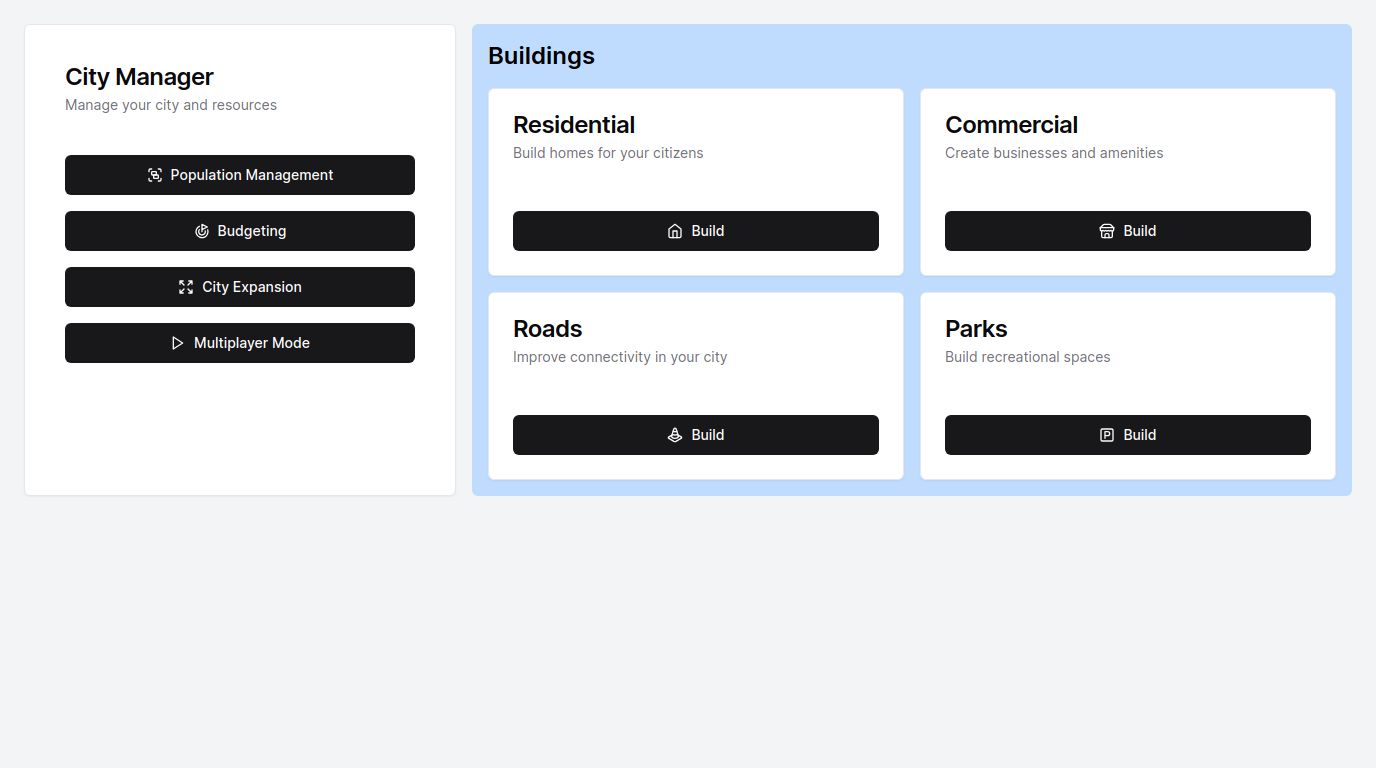 City Manager
Manage your city and resources
Population Management
Budgeting
City Expansion
Multiplayer Mode
Buildings
Residential
Build homes for your citizens
Build
Commercial
Create businesses and amenities
Build
Roads
Improve connectivity in your city
Build
Parks
Build recreational spaces
Build